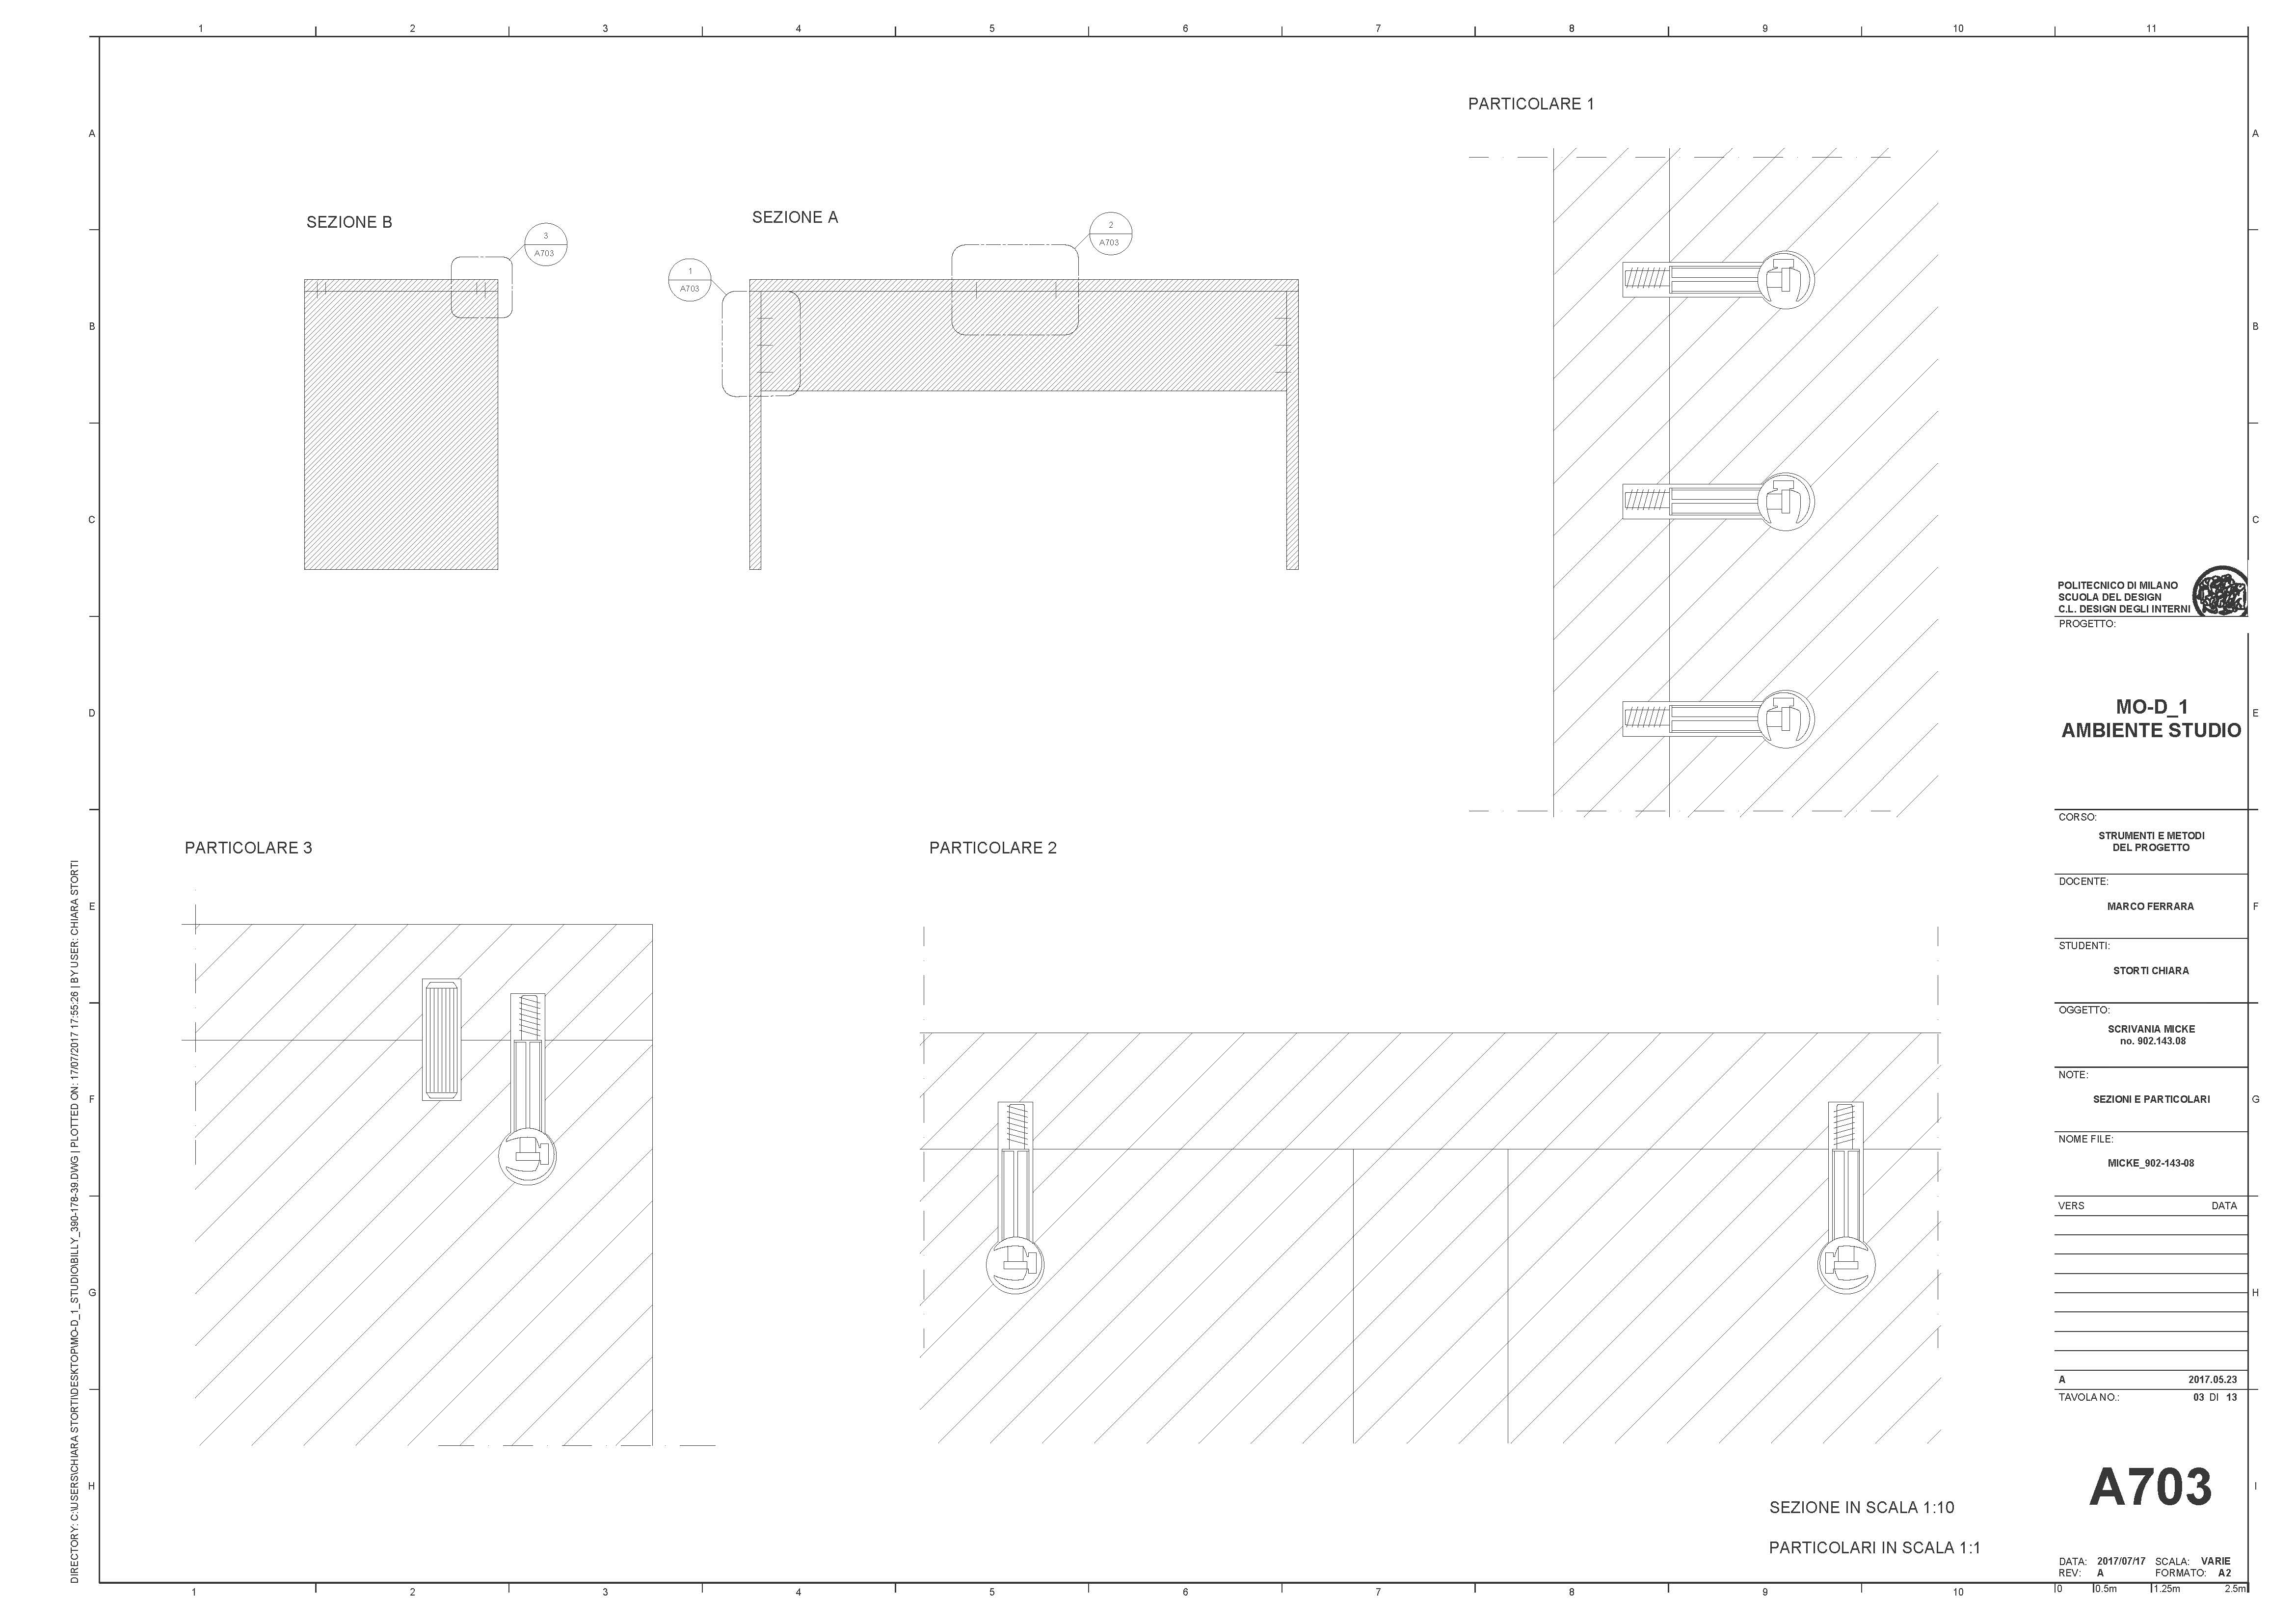 1 2 3 4 5 6 7 8 9 10 11
PARTICOLARE 1
SEZIONE B
3
A703
SEZIONE A
2
A703
1
A703
A
B
C
D
E
F
G
H
A
B
C
E
F
G
H
I
PARTICOLARE 3
PARTICOLARE 2
SEZIONE IN SCALA 1:10
PARTICOLARI IN SCALA 1:1
1 2 3 4 5 6 7 8 9 10
DIRECTORY: C:\USERS\CHIARA STORTI\DESKTOP\MO-D_1_STUDIO\BILLY_390-178-39.DWG | PLOTTED ON: 17/07/2017 17:55:26 | BY USER: CHIARA STORTI
POLITECNICO DI MILANO
SCUOLA DEL DESIGN
C.L. DESIGN DEGLI INTERNI
PROGETTO:
MO-D_1
AMBIENTE STUDIO
CORSO:
STRUMENTI E METODI
DEL PROGETTO
DOCENTE:
MARCO FERRARA
STUDENTI:
STORTI CHIARA
OGGETTO:
SCRIVANIA MICKE
no. 902.143.08
NOTE:
SEZIONI E PARTICOLARI
NOME FILE:
MICKE_902-143-08
VERS DATA
A 2017.05.23
TAVOLA NO.: 03 DI 13
A703
DATA: 2017/07/17 SCALA: VARIE
REV: A FORMATO: A2
0 0.5m 1.25m 2.5m